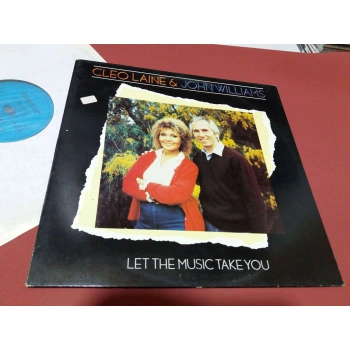 CLEO LAINE & JOHN WILLIAMS
LET THE MUSIC TAKE YOU